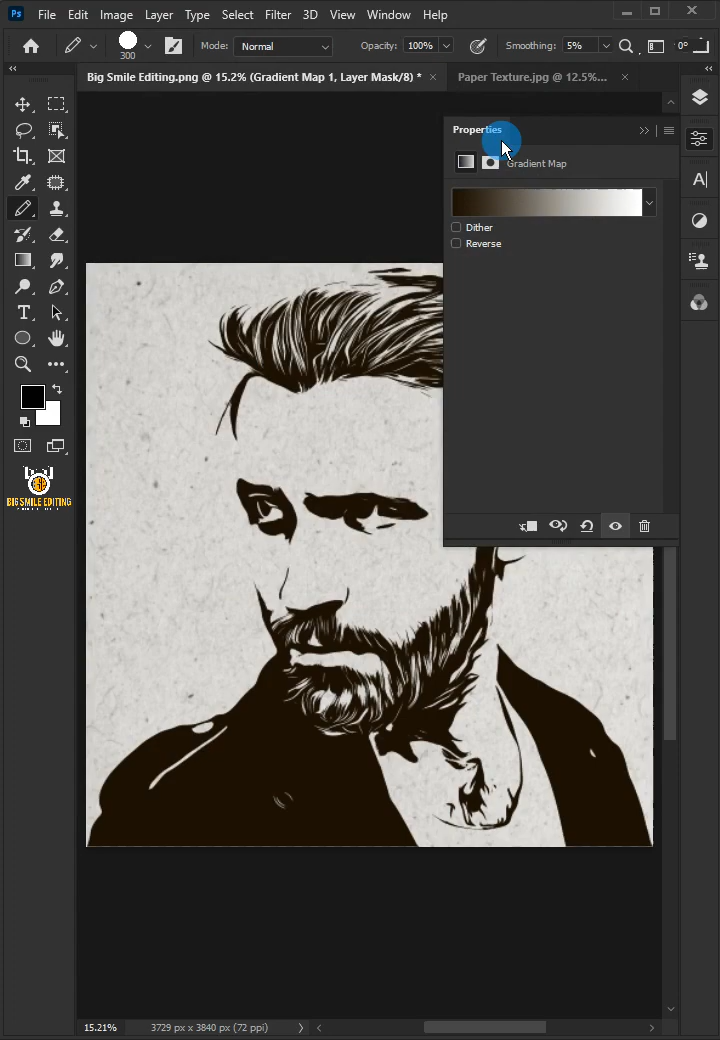 Ps File Edit Image Layer Type Select Filter 3D View Window Help
300 Mode: Normal Opacity: 100% Smoothing: 5% 0°
Big Smile Editing.png @ 15.2% (Gradient Map 1, Layer Mask/8) * × Paper Texture.jpg @ 12.5%... ×
Properties
Gradient Map
Dither
Reverse
BIG SMILE EDITING
15.21% 3729 px x 3840 px (72 ppi)